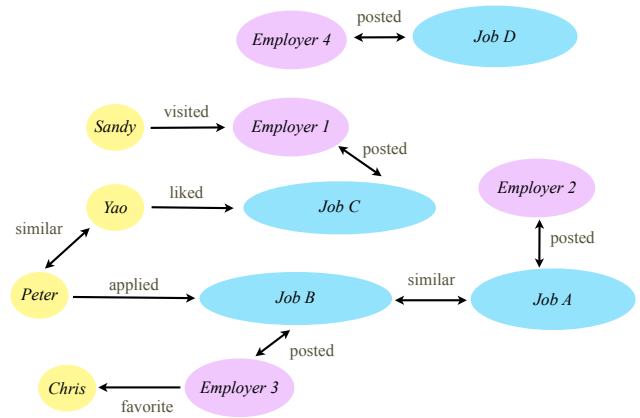 posted
Employer 4
Job D
visited
Sandy
Employer 1
posted
Employer 2
liked
Yao
Job C
similar
posted
applied
similar
Peter
Job B
Job A
posted
Chris
Employer 3
favorite